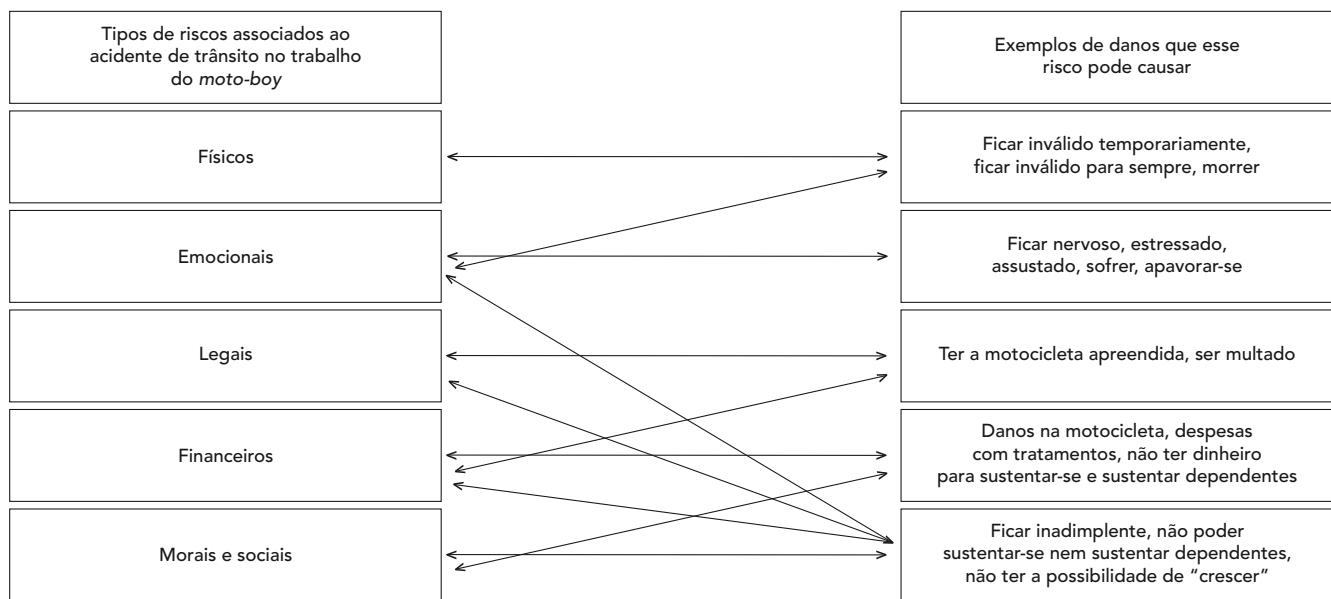 Tipos de riscos associados ao
acidente de trânsito no trabalho
do moto-boy
Exemplos de danos que esse
risco pode causar
Físicos
Ficar inválido temporariamente,
ficar inválido para sempre, morrer
Emocionais
Ficar nervoso, estressado,
assustado, sofrer, apavorar-se
Legais
Ter a motocicleta apreendida, ser multado
Financeiros
Danos na motocicleta, despesas
com tratamentos, não ter dinheiro
para sustentar-se e sustentar dependentes
Morais e sociais
Ficar inadimplente, não poder
sustentar-se nem sustentar dependentes,
não ter a possibilidade de “crescer”